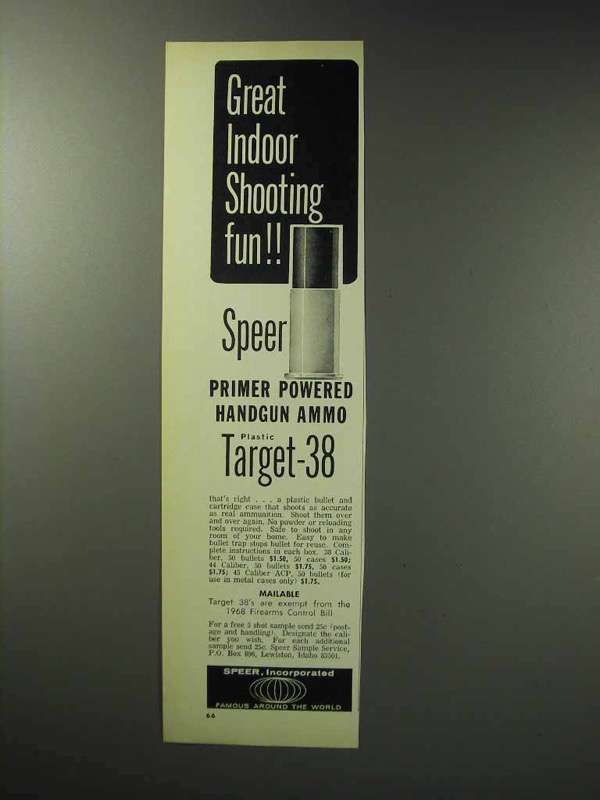 Great
Indoor
Shooting
fun!!
Speer
PRIMER POWERED
HANDGUN AMMO
Plastic
Target-38
that's right . . . a plastic bullet and
cartridge case that shoots as accurate
as real ammunition. Shoot them over
and over again. No powder or reloading
tools required. Safe to shoot in any
room of your home. Easy to make
bullet trap stops bullet for reuse. Com-
plete instructions in each box. 38 Cali-
ber, 50 bullets $1.50, 50 cases $1.50;
44 Caliber, 50 bullets $1.75, 50 cases
$1.75; 45 Caliber ACP, 50 bullets (for
use in metal cases only) $1.75.
MAILABLE
Target 38's are exempt from the
1968 Firearms Control Bill
For a free 5 shot sample send 25c (post-
age and handling). Designate the cali-
ber you wish. For each additional
sample send 25c. Speer Sample Service,
P.O. Box 896, Lewiston, Idaho 83501.
SPEER, Incorporated
FAMOUS AROUND THE WORLD
66